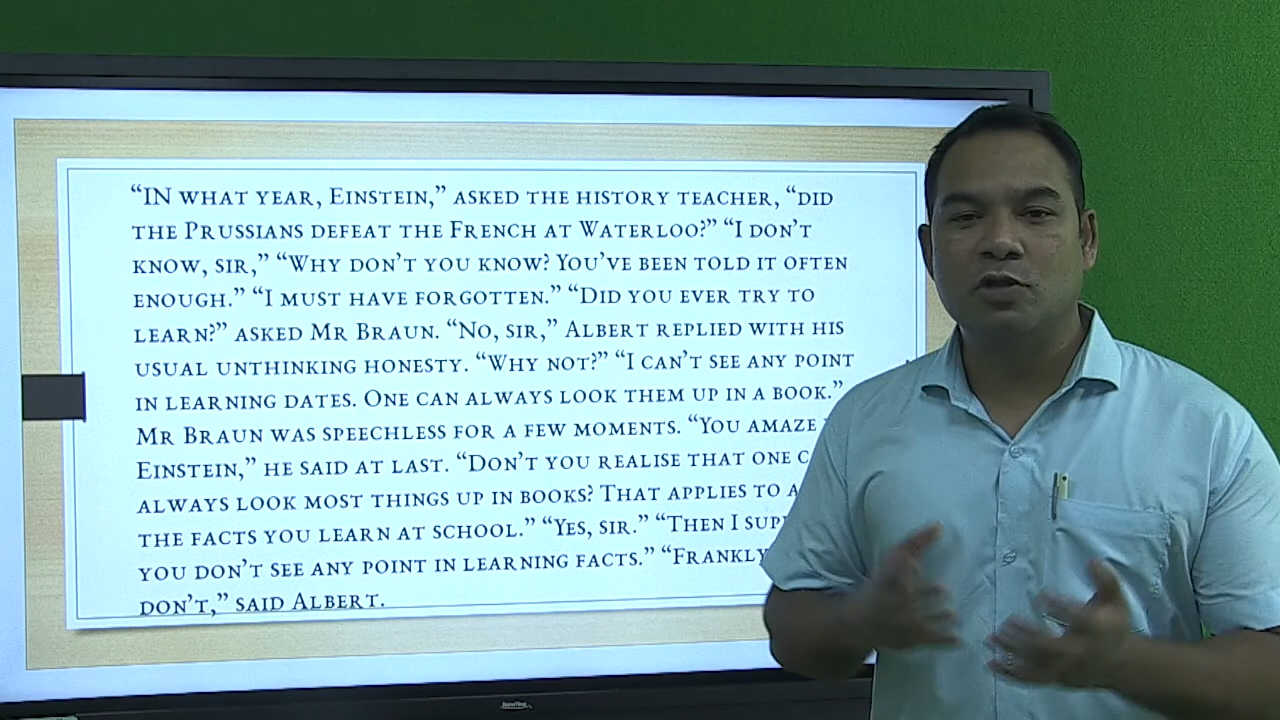 “IN WHAT YEAR, EINSTEIN,” ASKED THE HISTORY TEACHER, “DID
THE PRUSSIANS DEFEAT THE FRENCH AT WATERLOO?” “I DON’T
KNOW, SIR,” “WHY DON’T YOU KNOW? YOU’VE BEEN TOLD IT OFTEN
ENOUGH.” “I MUST HAVE FORGOTTEN.” “DID YOU EVER TRY TO
LEARN?” ASKED MR BRAUN. “NO, SIR,” ALBERT REPLIED WITH HIS
USUAL UNTHINKING HONESTY. “WHY NOT?” “I CAN’T SEE ANY POINT
IN LEARNING DATES. ONE CAN ALWAYS LOOK THEM UP IN A BOOK.”
MR BRAUN WAS SPEECHLESS FOR A FEW MOMENTS. “YOU AMAZE
EINSTEIN,” HE SAID AT LAST. “DON’T YOU REALISE THAT ONE
ALWAYS LOOK MOST THINGS UP IN BOOKS? THAT APPLIES TO
THE FACTS YOU LEARN AT SCHOOL.” “YES, SIR.” “THEN I
YOU DON’T SEE ANY POINT IN LEARNING FACTS.” “FRANKLY
DON’T,” SAID ALBERT.